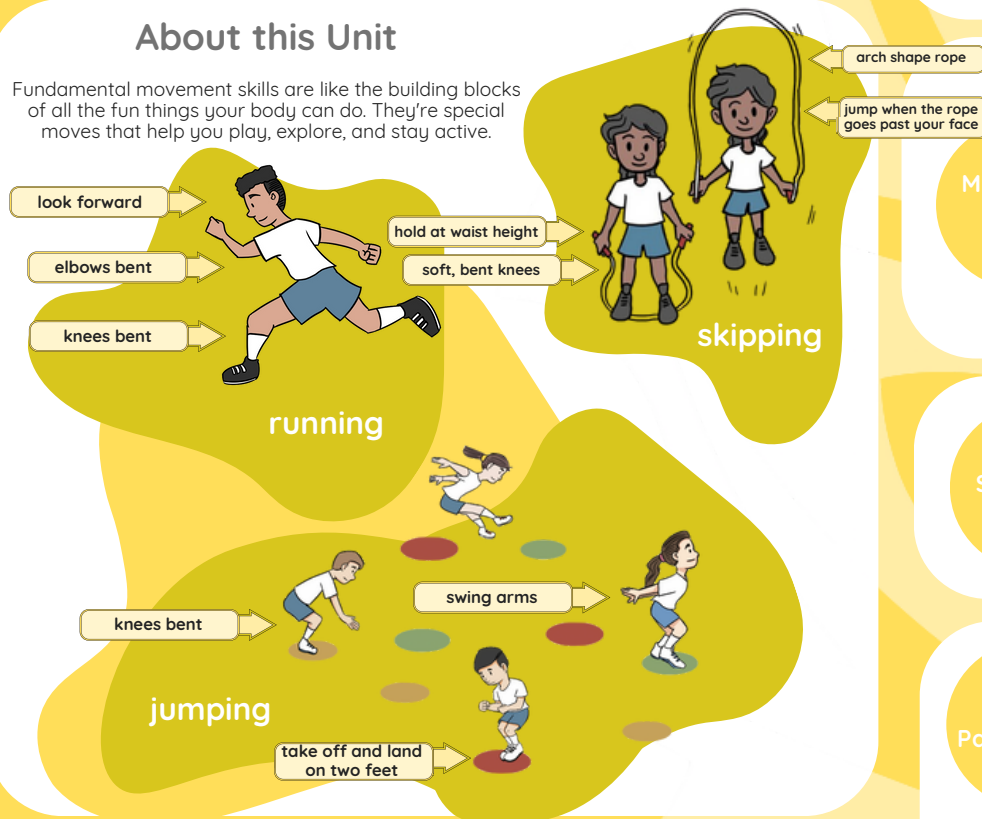 About this Unit
Fundamental movement skills are like the building blocks
of all the fun things your body can do. They're special
moves that help you play, explore, and stay active.
look forward
elbows bent
knees bent
running
arch shape rope
jump when the rope
goes past your face
hold at waist height
soft, bent knees
skipping
swing arms
knees bent
jumping
take off and land
on two feet